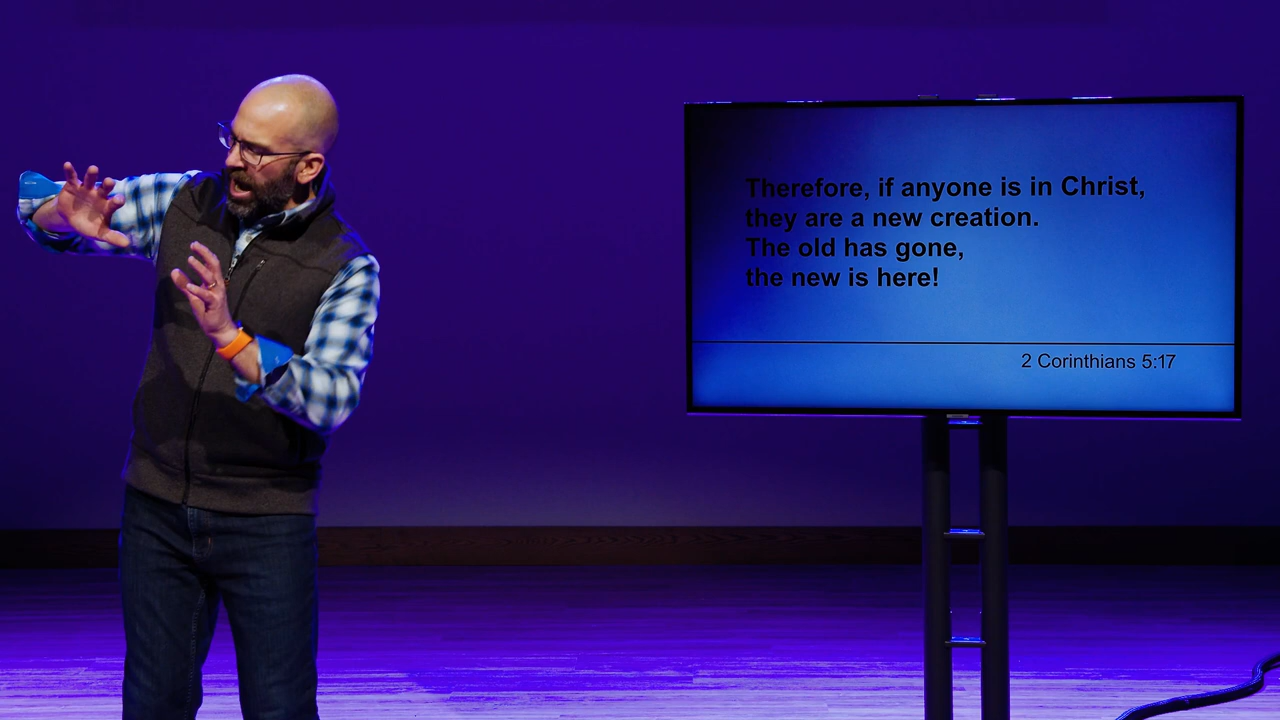 Therefore, if anyone is in Christ,
they are a new creation.
The old has gone,
the new is here!
2 Corinthians 5:17